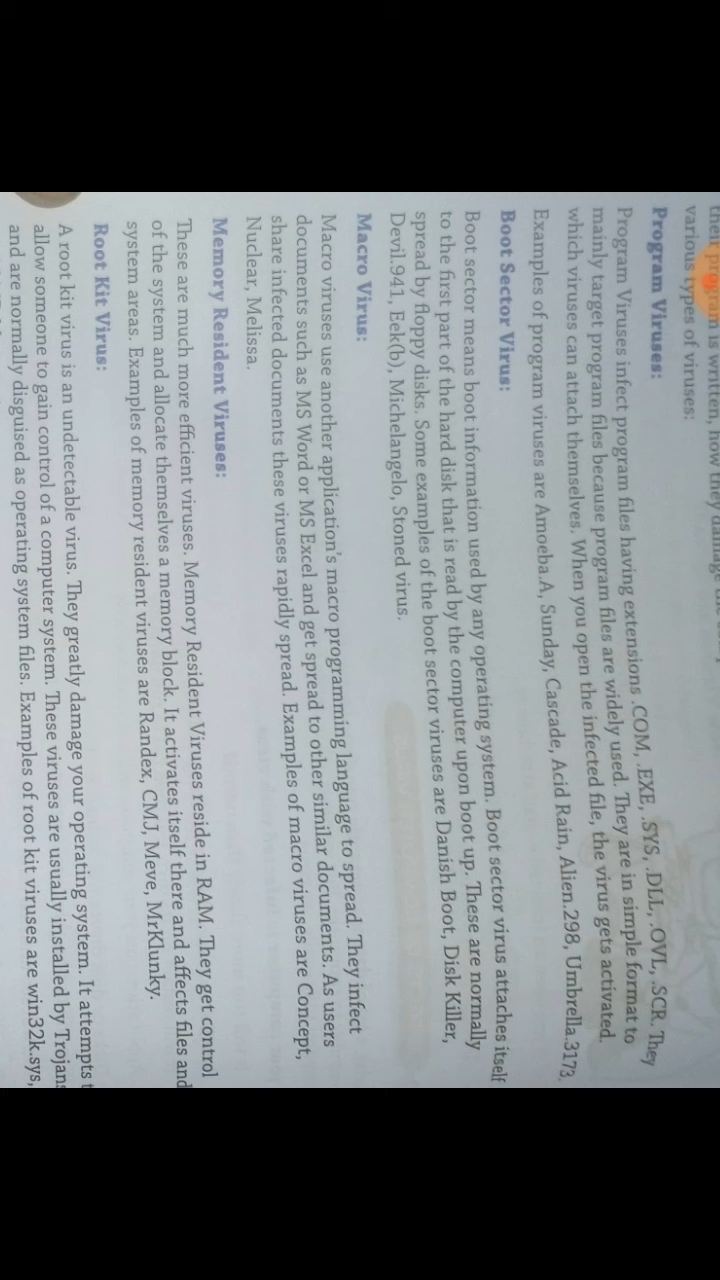 their program is written, how they damage
various types of viruses:
Program Viruses:
Program Viruses infect program files having extensions .COM, .EXE, .SYS, .DLL, .OVL, .SCR. They
mainly target program files because program files are widely used. They are in simple format to
which viruses can attach themselves. When you open the infected file, the virus gets activated.
Examples of program viruses are Amoeba.A, Sunday, Cascade, Acid Rain, Alien.298, Umbrella.3173.
Boot Sector Virus:
Boot sector means boot information used by any operating system. Boot sector virus attaches itself
to the first part of the hard disk that is read by the computer upon boot up. These are normally
spread by floppy disks. Some examples of the boot sector viruses are Danish Boot, Disk Killer,
Devil.941, Eek(b), Michelangelo, Stoned virus.
Macro Virus:
Macro viruses use another application's macro programming language to spread. They infect
documents such as MS Word or MS Excel and get spread to other similar documents. As users
share infected documents these viruses rapidly spread. Examples of macro viruses are Concept,
Nuclear, Melissa.
Memory Resident Viruses:
These are much more efficient viruses. Memory Resident Viruses reside in RAM. They get control
of the system and allocate themselves a memory block. It activates itself there and affects files and
system areas. Examples of memory resident viruses are Randex, CMJ, Meve, MrKlunky.
Root Kit Virus:
A root kit virus is an undetectable virus. They greatly damage your operating system. It attempts
allow someone to gain control of a computer system. These viruses are usually installed by Trojans
and are normally disguised as operating system files. Examples of root kit viruses are win32k.sys,